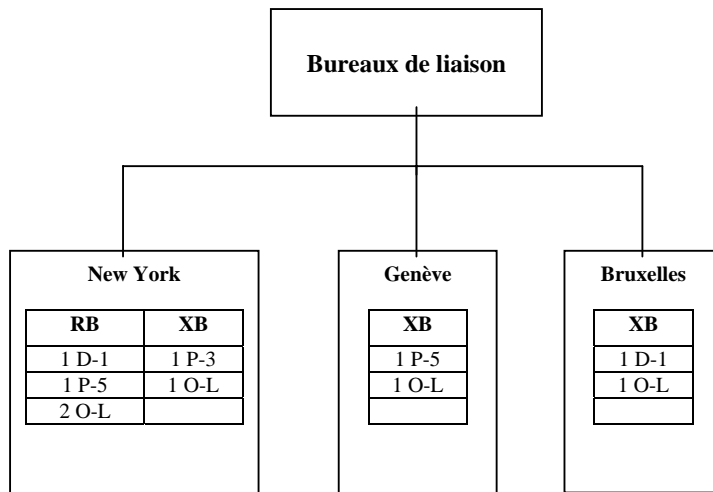 Bureaux de liaison
New York
RB XB
1 D-1 1 P-3
1 P-5 1 O-L
2 O-L
Genève
XB
1 P-5
1 O-L
Bruxelles
XB
1 D-1
1 O-L